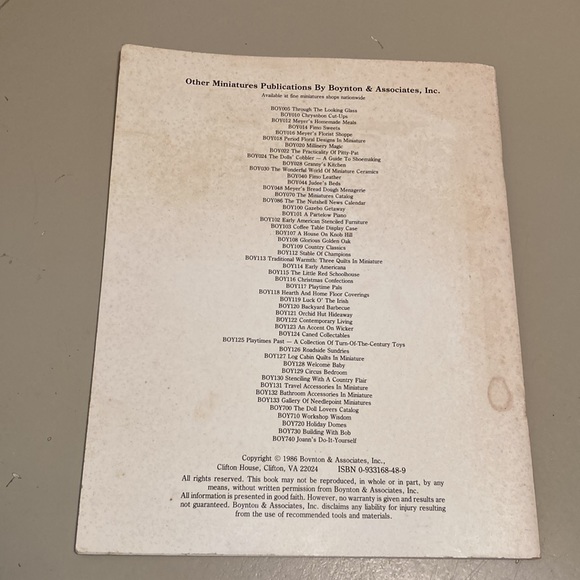 Other Miniatures Publications By Boynton & Associates, Inc.
Available at fine miniatures shops nationwide
BOY005 Through The Looking Glass
BOY010 Chrysnbon Cut-Ups
BOY012 Meyer's Homemade Meals
BOY014 Fimo Sweets
BOY016 Meyer's Florist Shoppe
BOY018 Period Floral Designs In Miniature
BOY020 Millinery Magic
BOY022 The Practicality Of Pitty-Pat
BOY024 The Dolls' Cobbler — A Guide To Shoemaking
BOY028 Granny's Kitchen
BOY030 The Wonderful World Of Miniature Ceramics
BOY040 Fimo Leather
BOY044 Judee's Beds
BOY048 Meyer's Bread Dough Menagerie
BOY070 The Miniatures Catalog
BOY086 The The Nutshell News Calendar
BOY100 Gazebo Getaway
BOY101 A Partelow Piano
BOY102 Early American Stenciled Furniture
BOY103 Coffee Table Display Case
BOY107 A House On Knob Hill
BOY108 Glorious Golden Oak
BOY109 Country Classics
BOY112 Stable Of Champions
BOY113 Traditional Warmth: Three Quilts In Miniature
BOY114 Early Americana
BOY115 The Little Red Schoolhouse
BOY116 Christmas Confections
BOY117 Playtime Pals
BOY118 Hearth And Home Floor Coverings
BOY119 Luck O' The Irish
BOY120 Backyard Barbecue
BOY121 Orchid Hut Hideaway
BOY122 Contemporary Living
BOY123 An Accent On Wicker
BOY124 Caned Collectables
BOY125 Playtimes Past — A Collection Of Turn-Of-The-Century Toys
BOY126 Roadside Sundries
BOY127 Log Cabin Quilts In Miniature
BOY128 Welcome Baby
BOY129 Circus Bedroom
BOY130 Stenciling With A Country Flair
BOY131 Travel Accessories In Miniature
BOY132 Bathroom Accessories In Miniature
BOY133 Gallery Of Needlepoint Miniatures
BOY700 The Doll Lovers Catalog
BOY710 Workshop Wisdom
BOY720 Holiday Domes
BOY730 Building With Bob
BOY740 Joann's Do-It-Yourself
Copyright © 1986 Boynton & Associates, Inc.,
Clifton House, Clifton, VA 22024 ISBN 0-933168-48-9
All rights reserved. This book may not be reproduced, in whole or in part, by any
means, without written permission from Boynton & Associates, Inc.
All information is presented in good faith. However, no warranty is given and results are
not guaranteed. Boynton & Associates, Inc. disclaims any liability for injury resulting
from the use of recommended tools and materials.